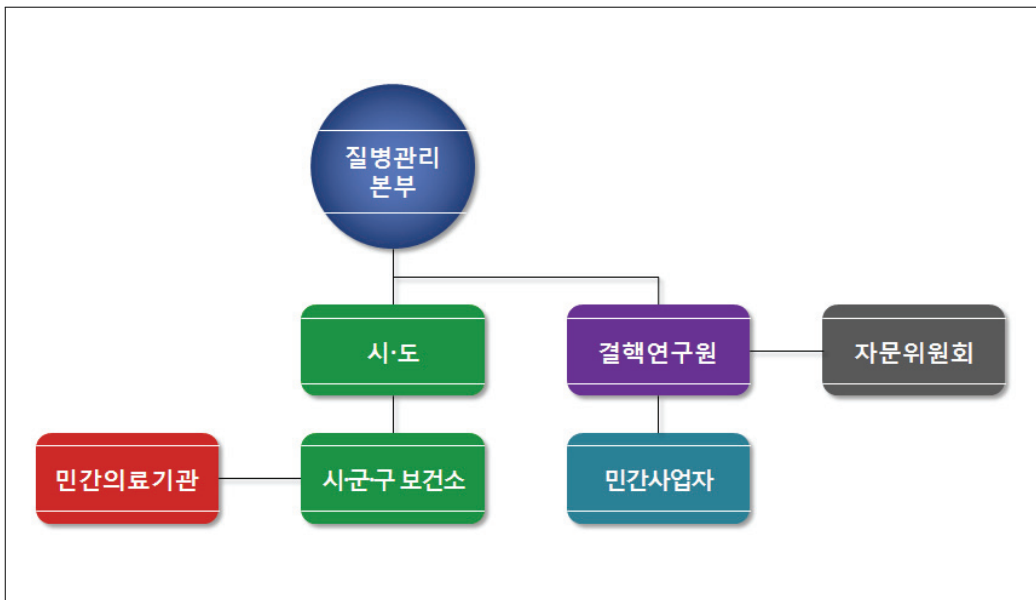 질병관리
본부
시·도
결핵연구원
자문위원회
민간의료기관
시·군·구 보건소
민간사업자